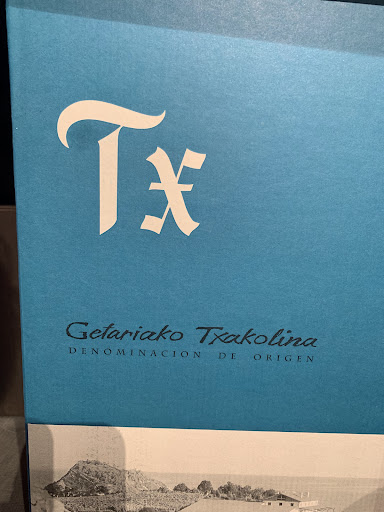 Tx
Getariako Txakolina
DENOMINACION DE ORIGEN